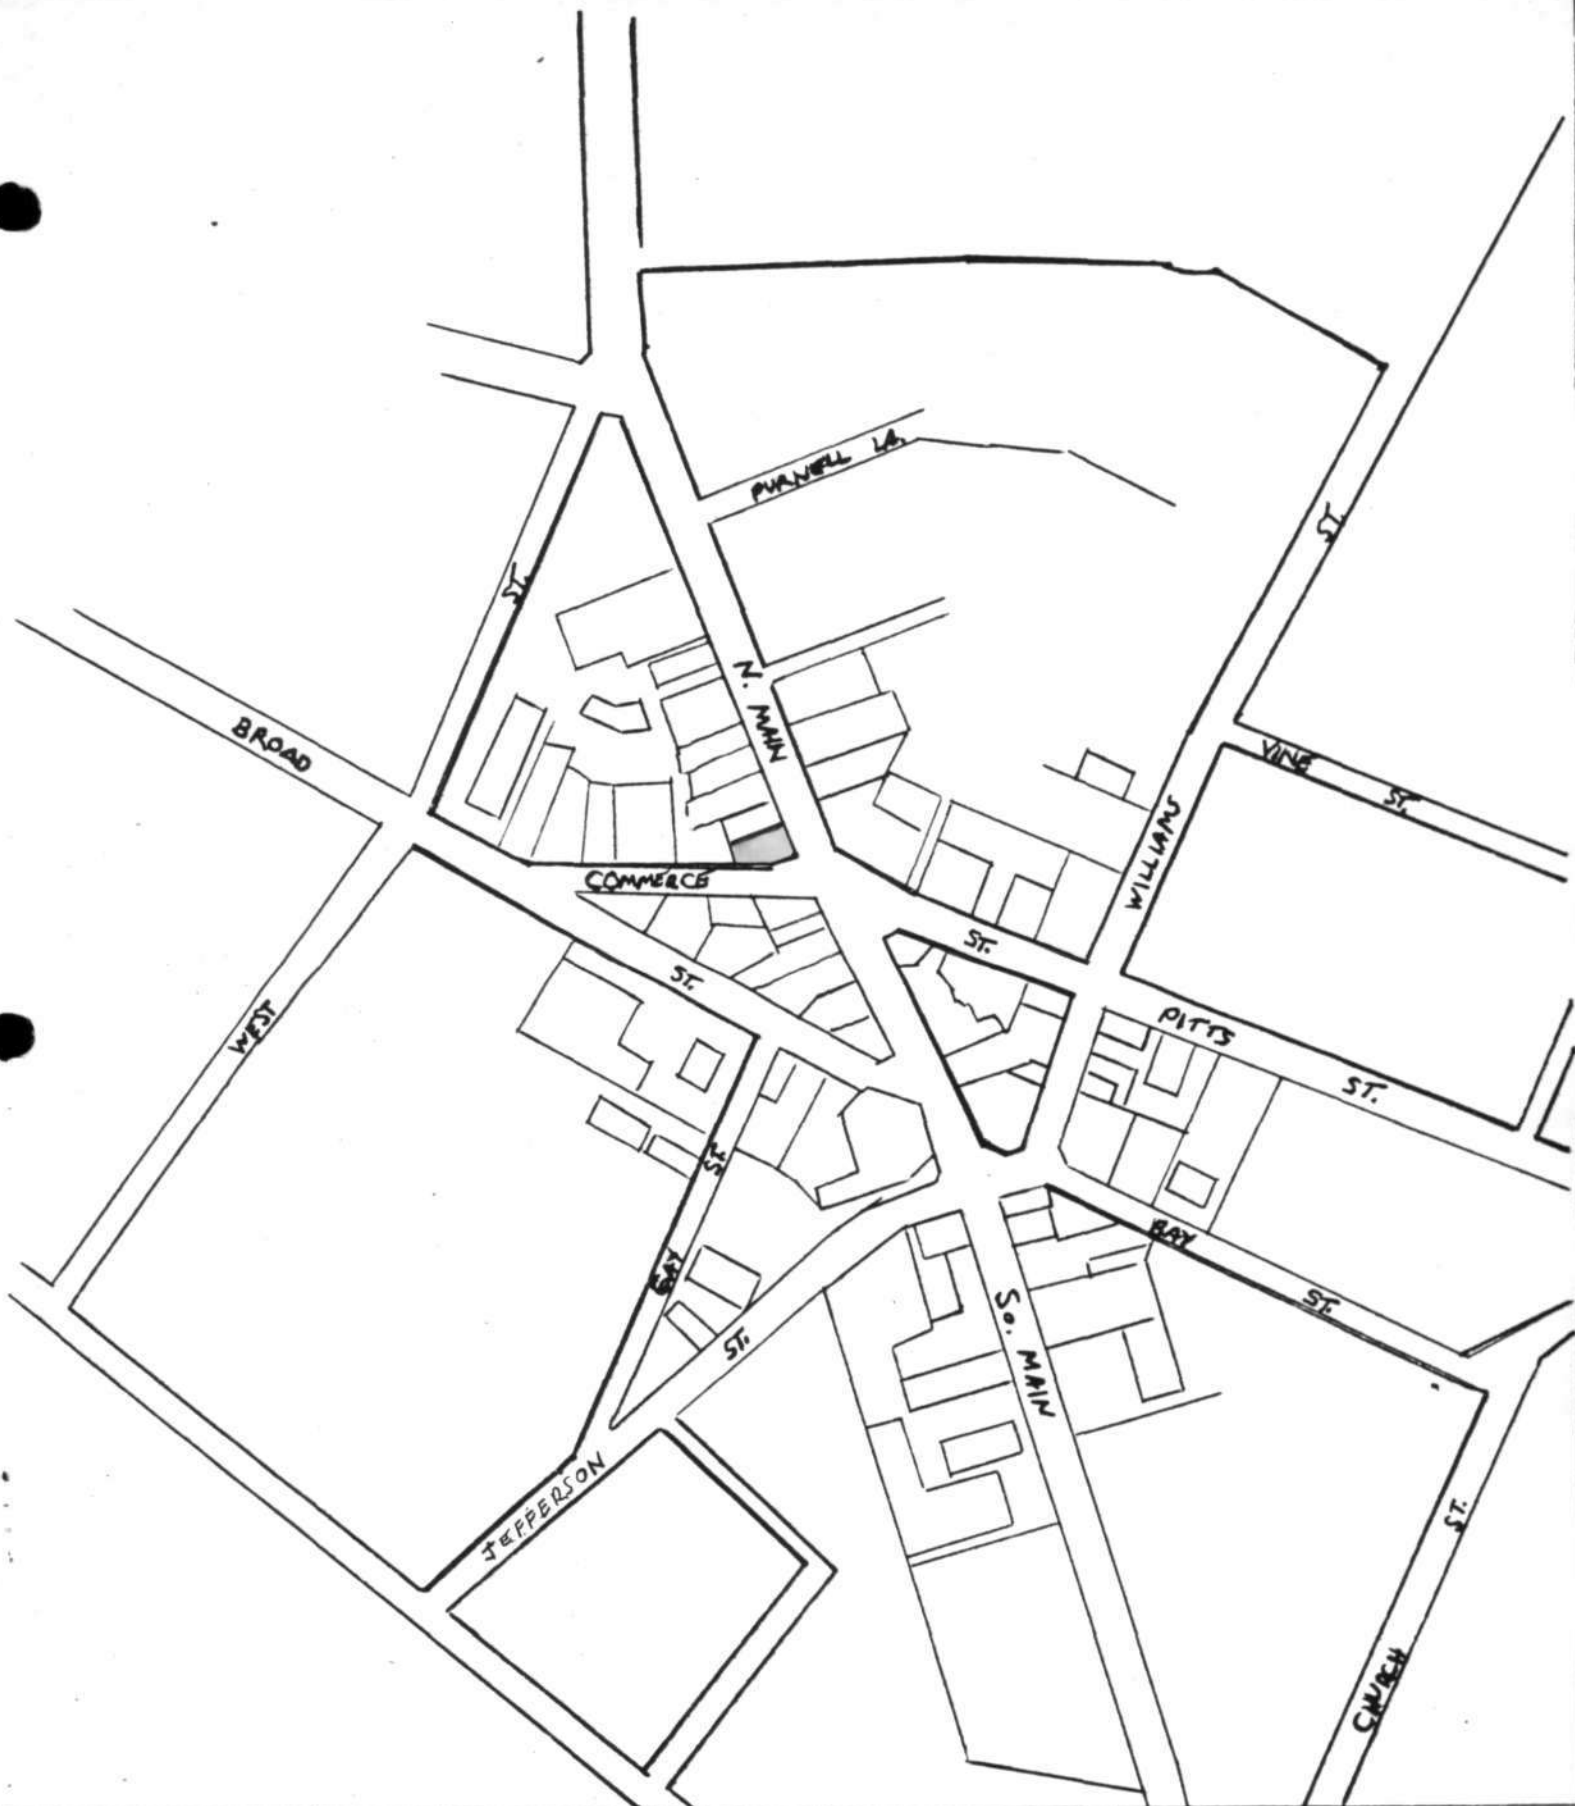 PURNELL LA.
ST.
ST.
N. MAIN
BROAD
VINE
ST.
WILLIAMS
COMMERCE
ST.
ST.
WEST
PITTS
ST.
ST.
BAY
BAY
ST.
So. MAIN
ST.
JEFFERSON
ST.
CHURCH